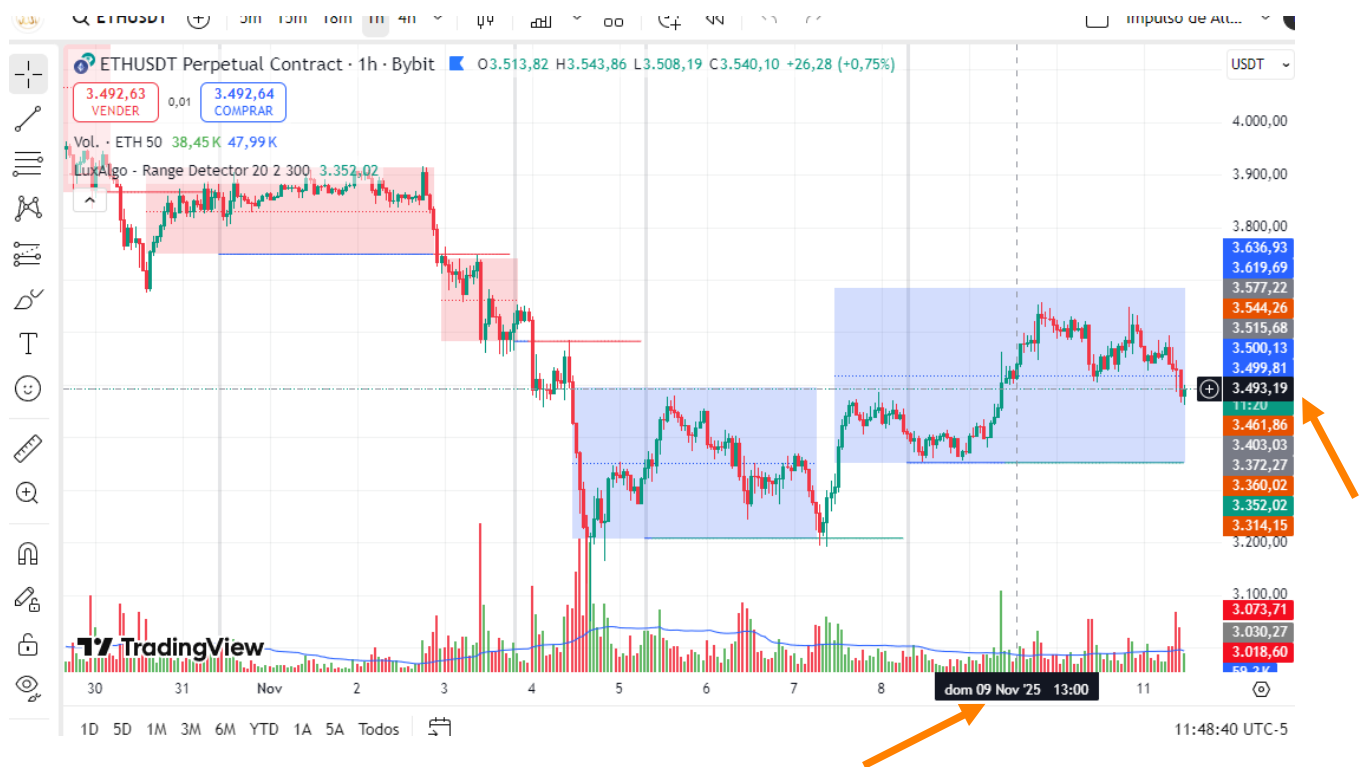 ETHUSDT
5m 15m 18m 1h 4h
Impulso de Alt...
ETHUSDT Perpetual Contract · 1h · Bybit O3.513,82 H3.543,86 L3.508,19 C3.540,10 +26,28 (+0,75%)
USDT
3.492,63
VENDER
0,01
3.492,64
COMPRAR
Vol. · ETH 50 38,45 K 47,99 K
LuxAlgo - Range Detector 20 2 300 3.352,02
4.000,00
3.900,00
3.800,00
3.636,93
3.619,69
3.577,22
3.544,26
3.515,68
3.500,13
3.499,81
3.493,19
11:20
3.461,86
3.403,03
3.372,27
3.360,02
3.352,02
3.314,15
3.200,00
3.100,00
3.073,71
3.030,27
3.018,60
59,2 K
TradingView
30 31 Nov 2 3 4 5 6 7 8 dom 09 Nov '25 13:00 11
1D 5D 1M 3M 6M YTD 1A 5A Todos
11:48:40 UTC-5